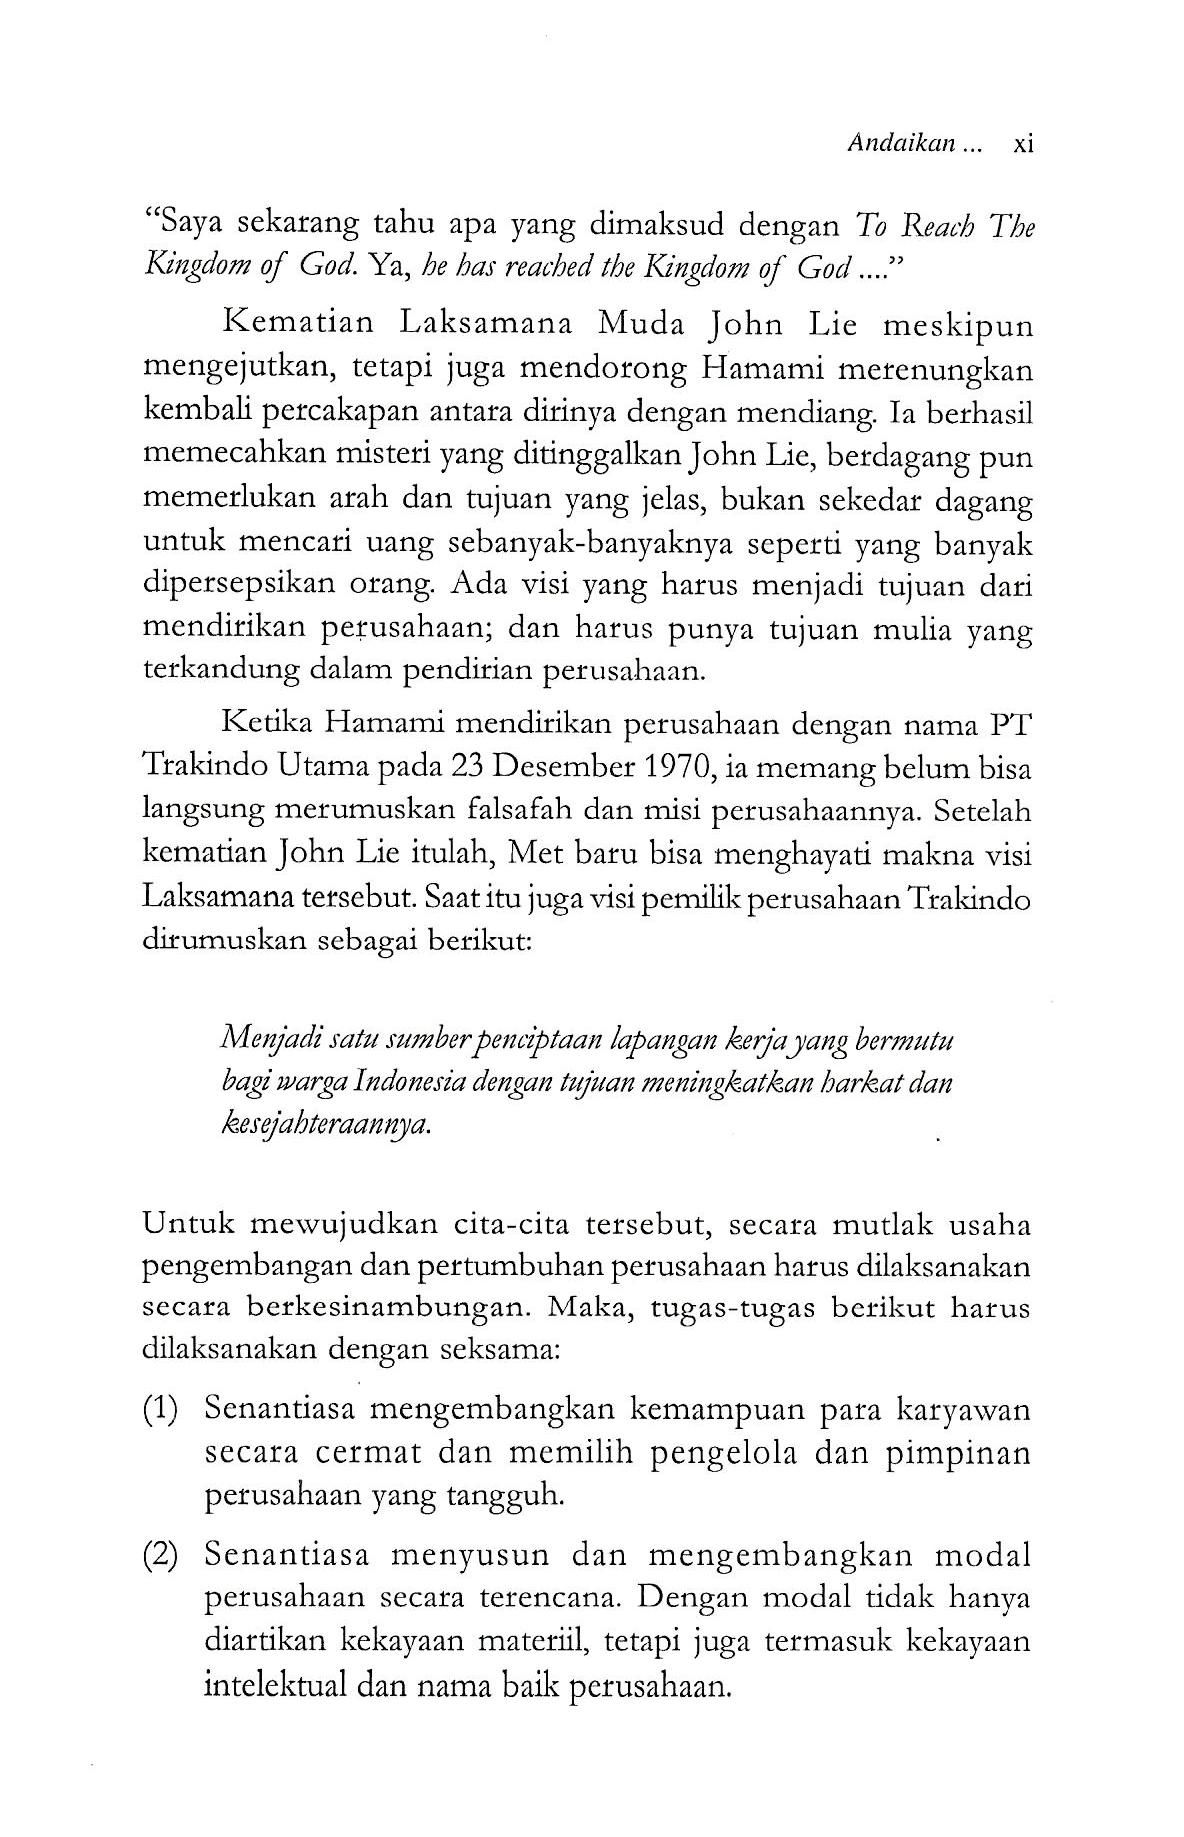 Andaikan ... xi
“Saya sekarang tahu apa yang dimaksud dengan To Reach The
Kingdom of God. Ya, he has reached the Kingdom of God ....”
Kematian Laksamana Muda John Lie meskipun
mengejutkan, tetapi juga mendorong Hamami merenungkan
kembali percakapan antara dirinya dengan mendiang. Ia berhasil
memecahkan misteri yang ditinggalkan John Lie, berdagang pun
memerlukan arah dan tujuan yang jelas, bukan sekedar dagang
untuk mencari uang sebanyak-banyaknya seperti yang banyak
dipersepsikan orang. Ada visi yang harus menjadi tujuan dari
mendirikan perusahaan; dan harus punya tujuan mulia yang
terkandung dalam pendirian perusahaan.
Ketika Hamami mendirikan perusahaan dengan nama PT
Trakindo Utama pada 23 Desember 1970, ia memang belum bisa
langsung merumuskan falsafah dan misi perusahaannya. Setelah
kematian John Lie itulah, Met baru bisa menghayati makna visi
Laksamana tersebut. Saat itu juga visi pemilik perusahaan Trakindo
dirumuskan sebagai berikut:
Menjadi satu sumber penciptaan lapangan kerja yang bermutu
bagi warga Indonesia dengan tujuan meningkatkan harkat dan
kesejahteraannya.
Untuk mewujudkan cita-cita tersebut, secara mutlak usaha
pengembangan dan pertumbuhan perusahaan harus dilaksanakan
secara berkesinambungan. Maka, tugas-tugas berikut harus
dilaksanakan dengan seksama:
(1) Senantiasa mengembangkan kemampuan para karyawan
secara cermat dan memilih pengelola dan pimpinan
perusahaan yang tangguh.
(2) Senantiasa menyusun dan mengembangkan modal
perusahaan secara terencana. Dengan modal tidak hanya
diartikan kekayaan materiil, tetapi juga termasuk kekayaan
intelektual dan nama baik perusahaan.